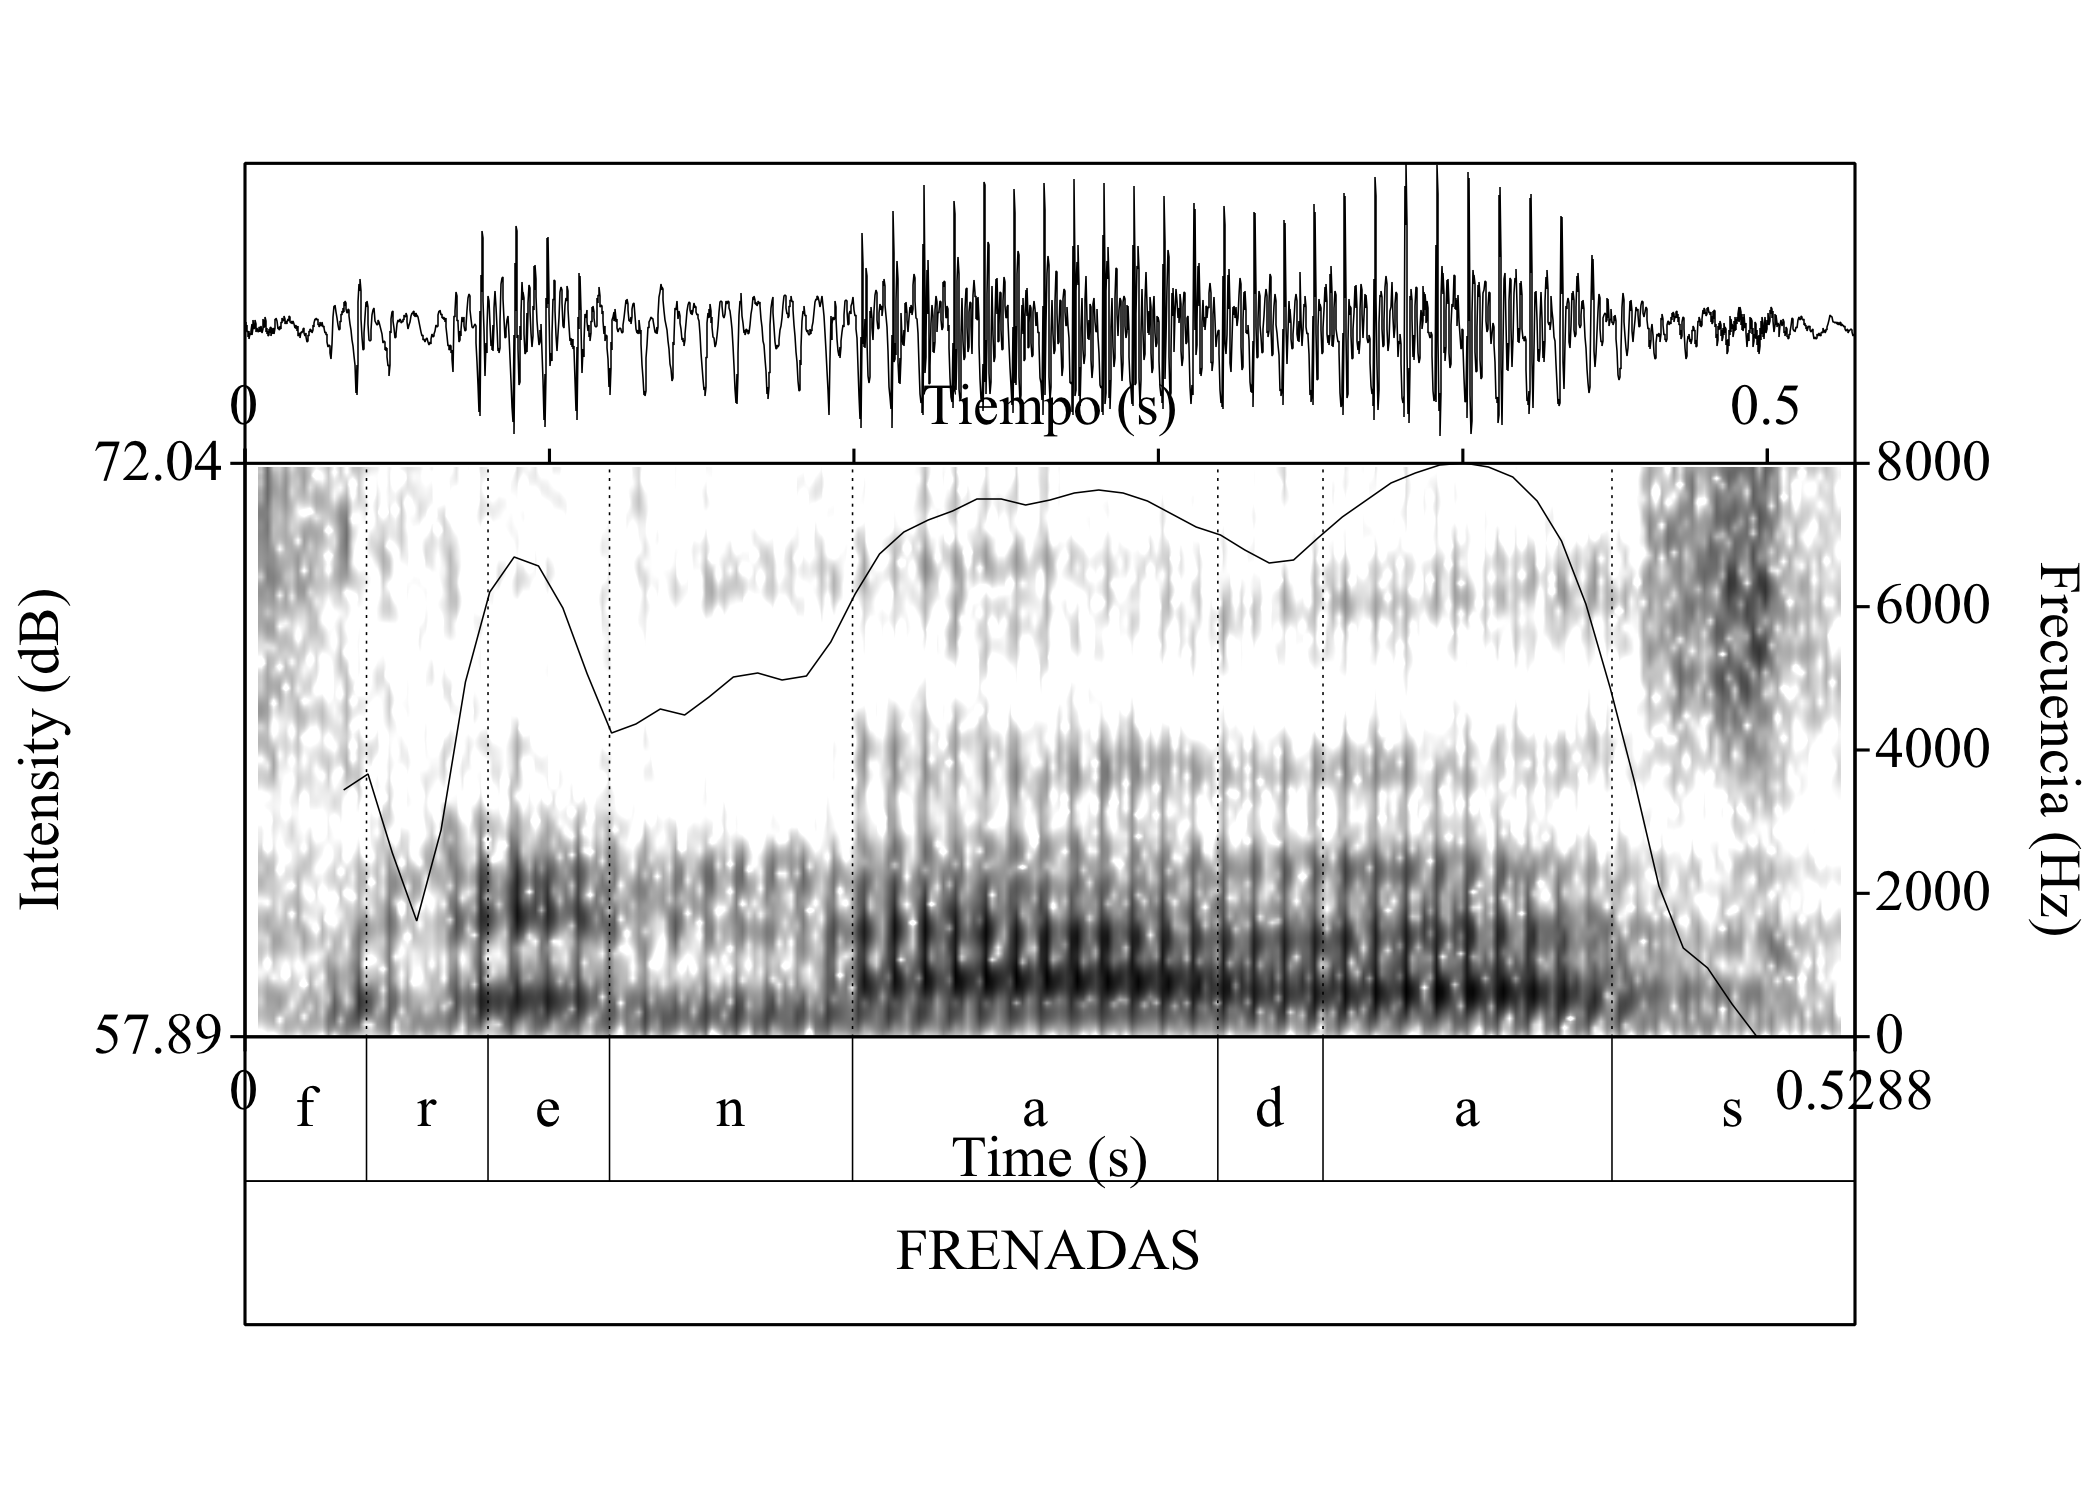 0 Tiempo (s) 0.5
72.04 8000
Intensity (dB)
6000
4000
2000
Frecuencia (Hz)
57.89 0
0 0.5288
f r e n a d a s
Time (s)
FRENADAS